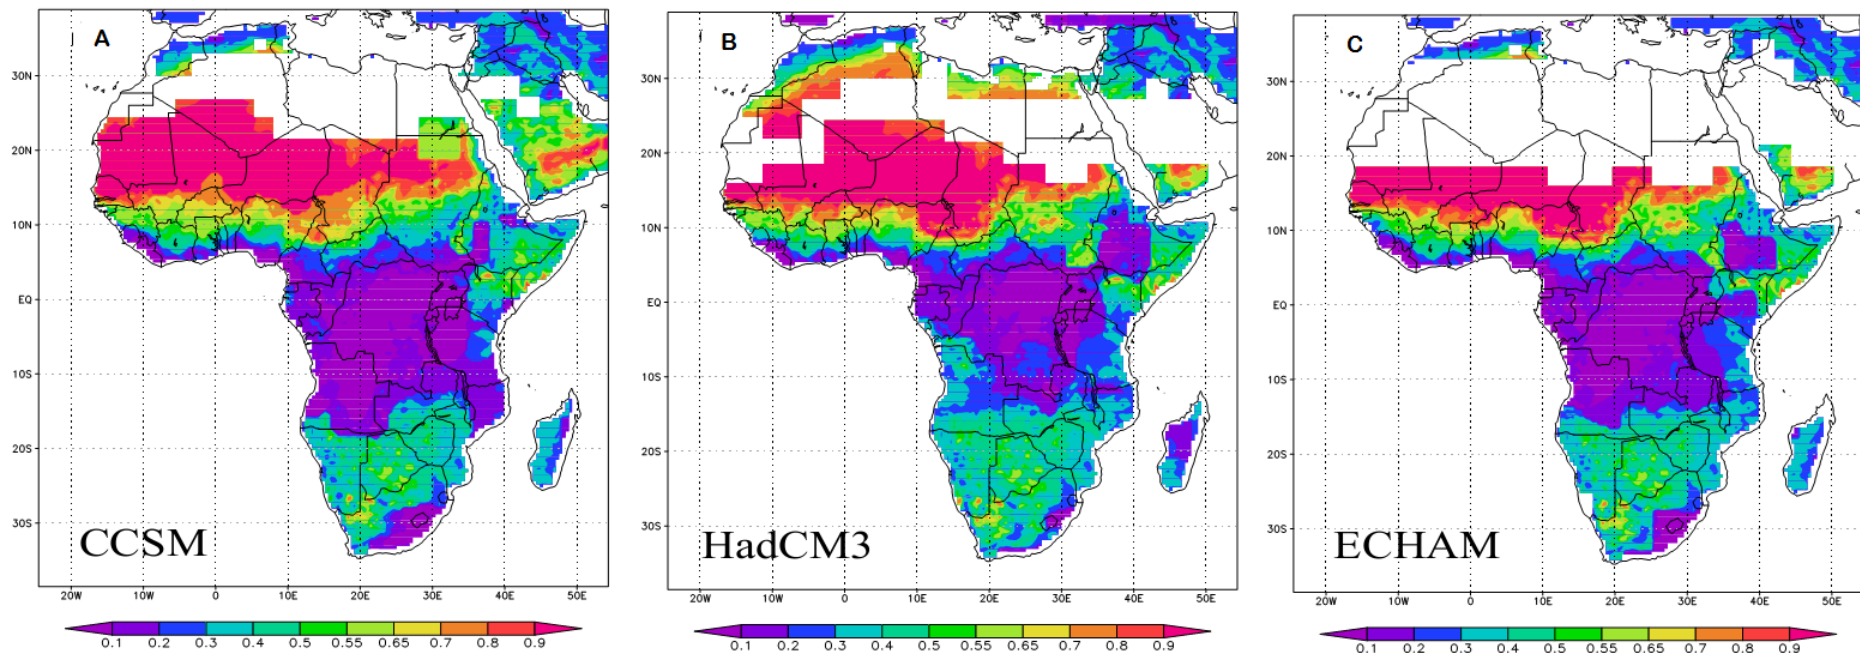 A
30N
20N
10N
EQ
10S
20S
30S
CCSM
20W
10W
0
10E
20E
30E
40E
50E
0.1
0.2
0.3
0.4
0.5
0.55
0.65
0.7
0.8
0.9
B
30N
20N
10N
EQ
10S
20S
30S
HadCM3
20W
10W
0
10E
20E
30E
40E
50E
0.1
0.2
0.3
0.4
0.5
0.55
0.65
0.7
0.8
0.9
C
30N
20N
10N
EQ
10S
20S
30S
ECHAM
20W
10W
0
10E
20E
30E
40E
50E
0.1
0.2
0.3
0.4
0.5
0.55
0.65
0.7
0.8
0.9